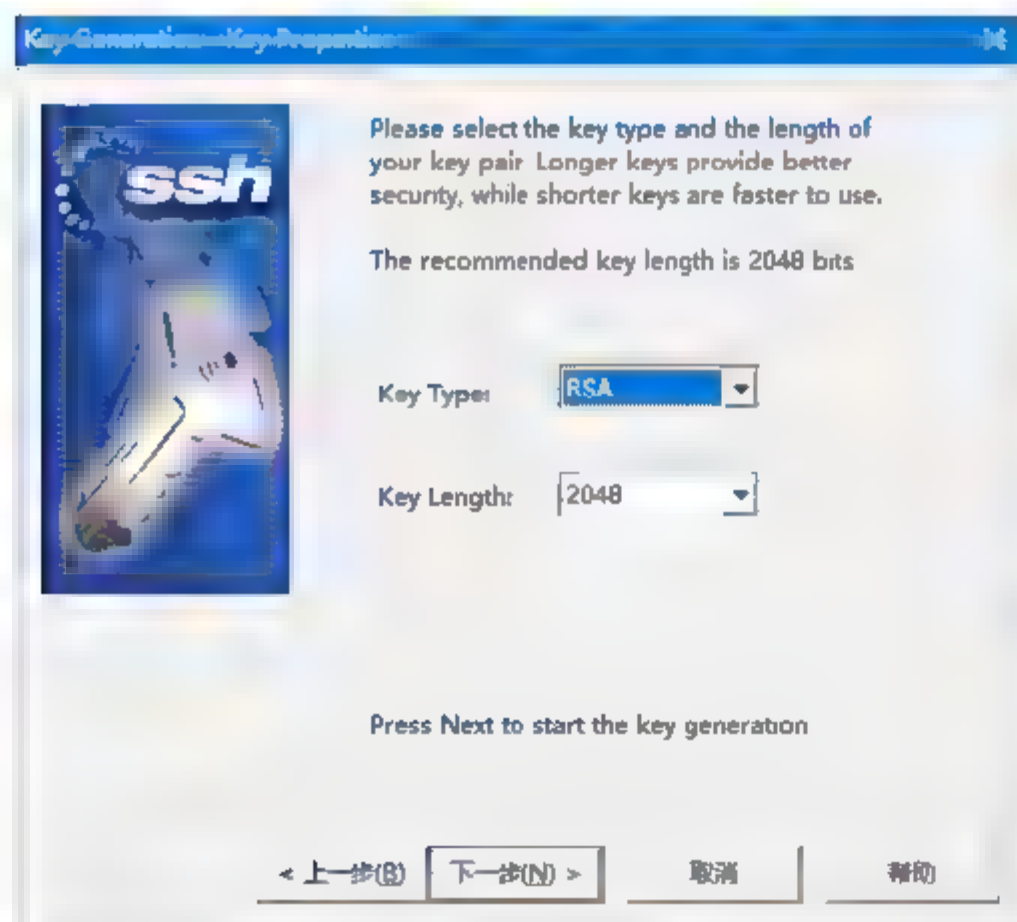 Key Generation - Key Properties
ssh
Please select the key type and the length of
your key pair. Longer keys provide better
security, while shorter keys are faster to use.
The recommended key length is 2048 bits
Key Type:
RSA
Key Length:
2048
Press Next to start the key generation
< 上一步(B)
下一步(N) >
取消
帮助